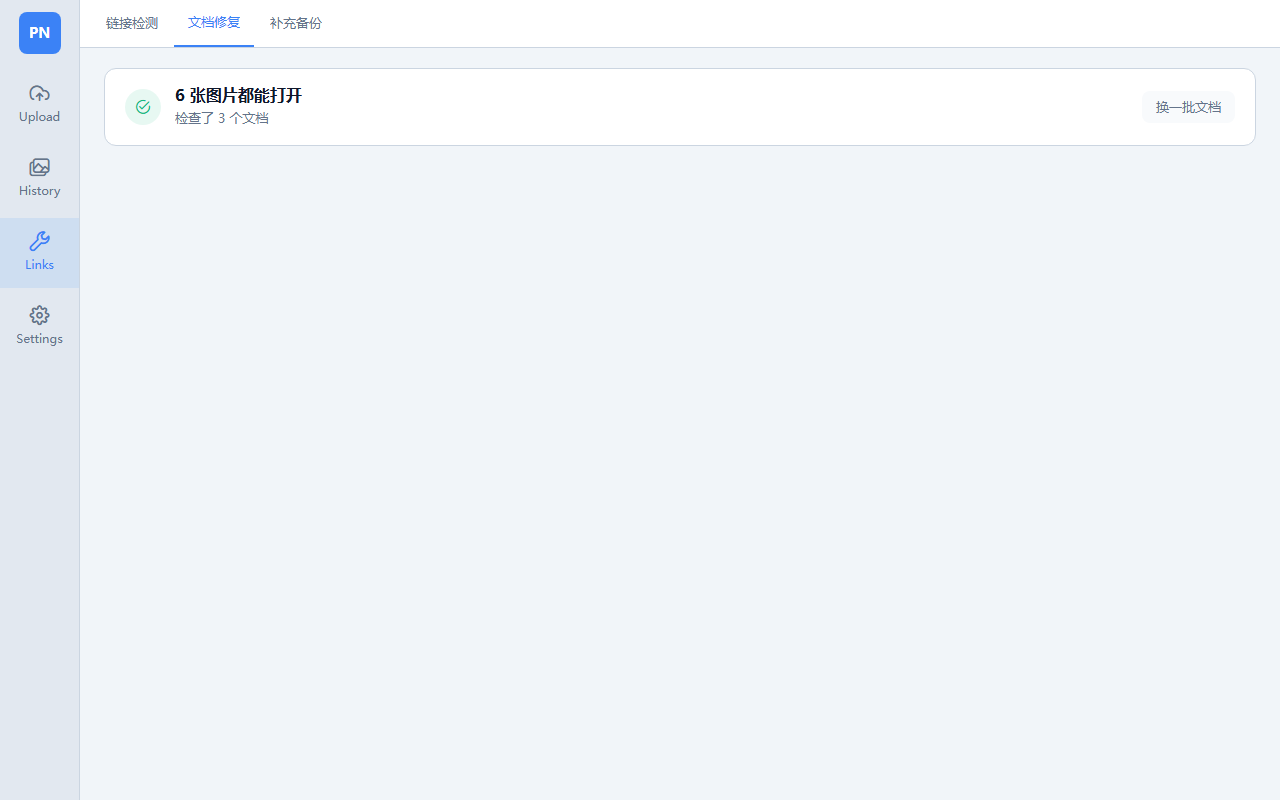 PN
Upload
History
Links
Settings
链接检测
文档修复
补充备份
6 张图片都能打开
检查了 3 个文档
换一批文档